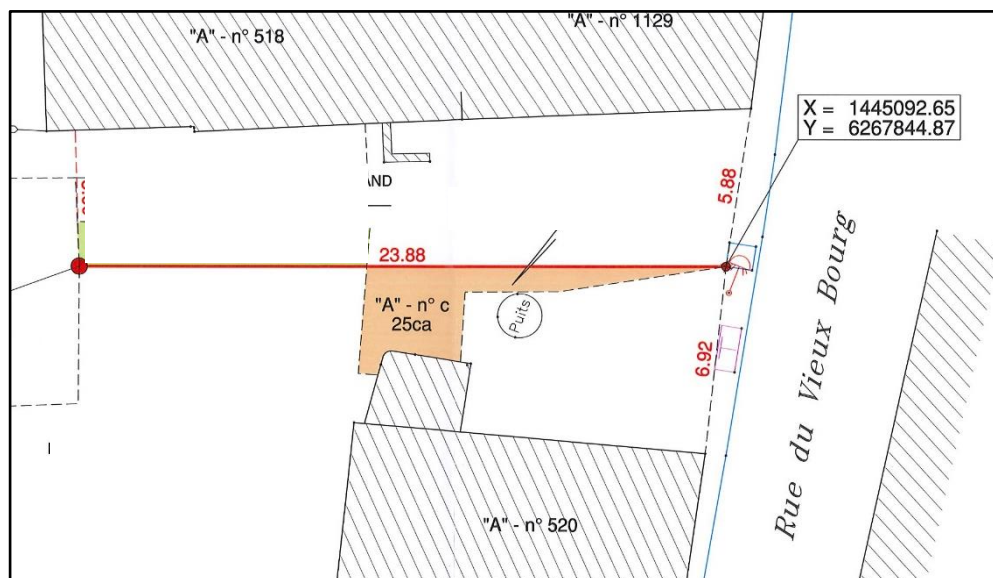 "A" - n° 1129
"A" - n° 518
X = 1445092.65
Y = 6267844.87
AND
5.88
23.88
"A" - n° c
25ca
Puits
6.92
Rue du Vieux Bourg
"A" - n° 520